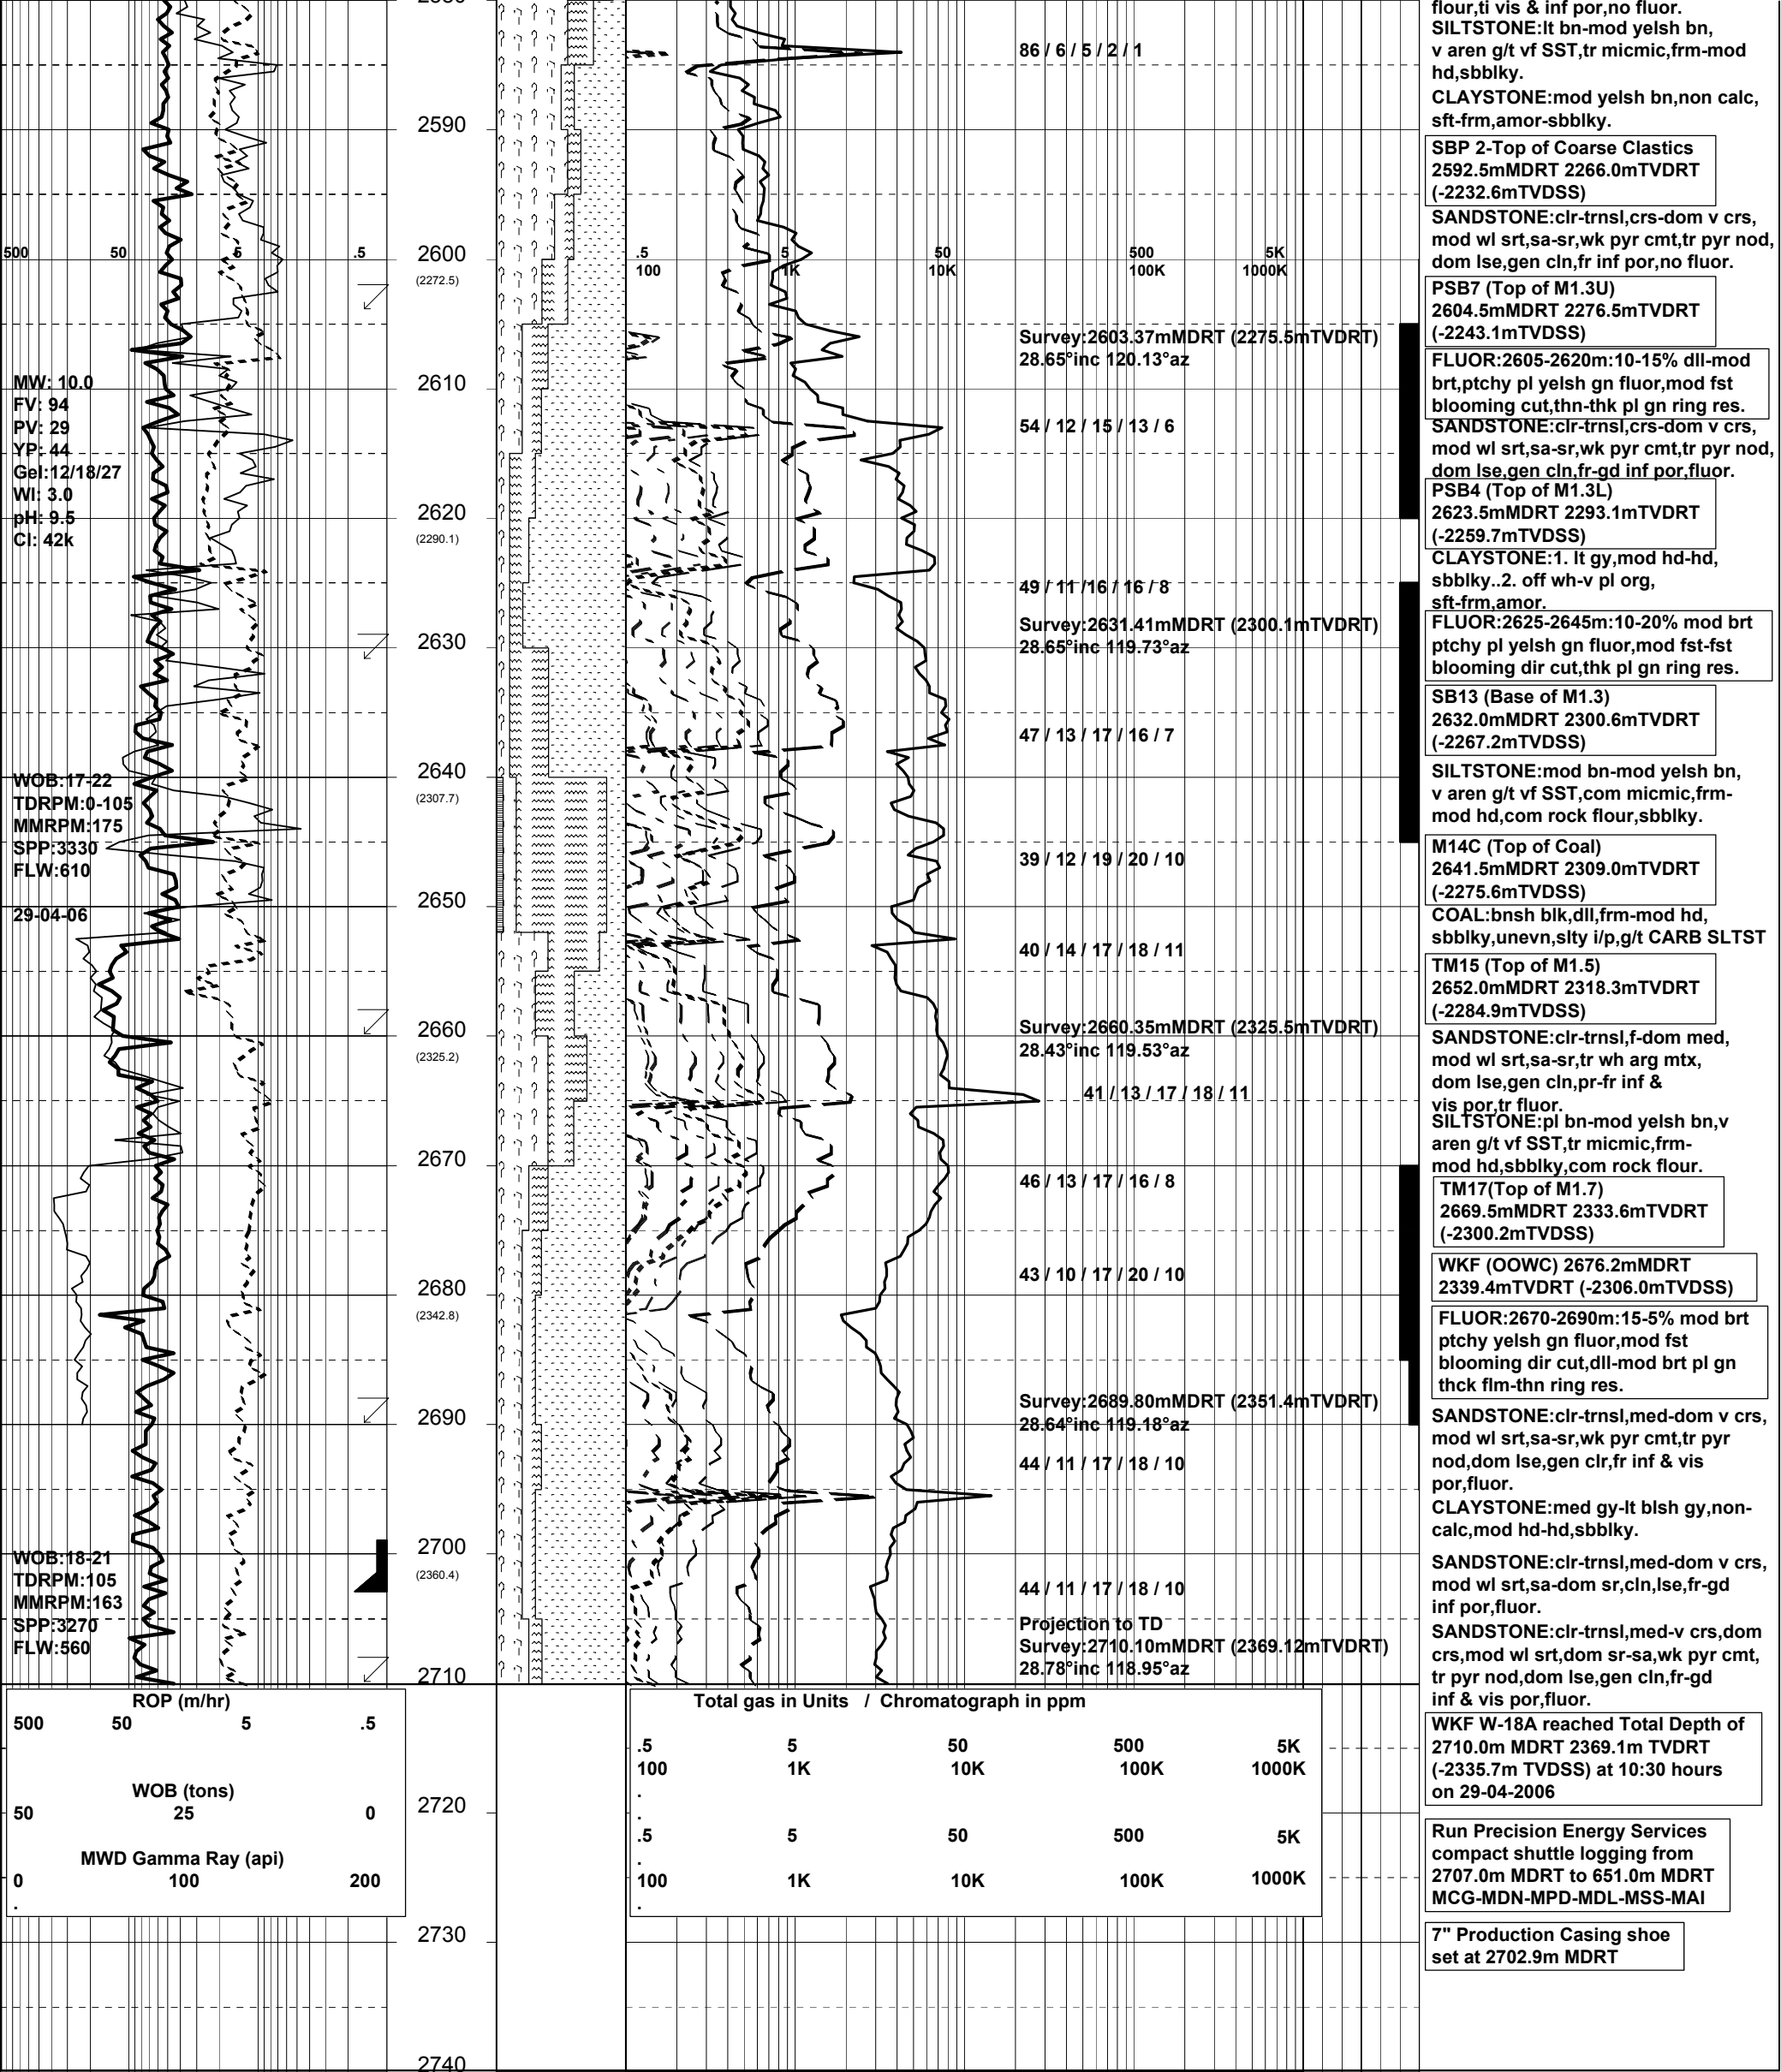 2580
flour,ti vis & inf por,no fluor.
SILTSTONE:lt bn-mod yelsh bn,
v aren g/t vf SST,tr micmic,frm-mod
hd,sbblky.
CLAYSTONE:mod yelsh bn,non calc,
sft-frm,amor-sbblky.
SBP 2-Top of Coarse Clastics
2592.5mMDRT 2266.0mTVDRT
(-2232.6mTVDSS)
SANDSTONE:clr-trnsl,crs-dom v crs,
mod wl srt,sa-sr,wk pyr cmt,tr pyr nod,
dom lse,gen cln,fr inf por,no fluor.
PSB7 (Top of M1.3U)
2604.5mMDRT 2276.5mTVDRT
(-2243.1mTVDSS)
FLUOR:2605-2620m:10-15% dll-mod
brt,ptchy pl yelsh gn fluor,mod fst
blooming cut,thn-thk pl gn ring res.
SANDSTONE:clr-trnsl,crs-dom v crs,
mod wl srt,sa-sr,wk pyr cmt,tr pyr nod,
dom lse,gen cln,fr-gd inf por,fluor.
PSB4 (Top of M1.3L)
2623.5mMDRT 2293.1mTVDRT
(-2259.7mTVDSS)
CLAYSTONE:1. lt gy,mod hd-hd,
sbblky..2. off wh-v pl org,
sft-frm,amor.
FLUOR:2625-2645m:10-20% mod brt
ptchy pl yelsh gn fluor,mod fst-fst
blooming dir cut,thk pl gn ring res.
SB13 (Base of M1.3)
2632.0mMDRT 2300.6mTVDRT
(-2267.2mTVDSS)
SILTSTONE:mod bn-mod yelsh bn,
v aren g/t vf SST,com micmic,frm-
mod hd,com rock flour,sbblky.
M14C (Top of Coal)
2641.5mMDRT 2309.0mTVDRT
(-2275.6mTVDSS)
COAL:bnsh blk,dll,frm-mod hd,
sbblky,unevn,slty i/p,g/t CARB SLTST
TM15 (Top of M1.5)
2652.0mMDRT 2318.3mTVDRT
(-2284.9mTVDSS)
SANDSTONE:clr-trnsl,f-dom med,
mod wl srt,sa-sr,tr wh arg mtx,
dom lse,gen cln,pr-fr inf &
vis por,tr fluor.
SILTSTONE:pl bn-mod yelsh bn,v
aren g/t vf SST,tr micmic,frm-
mod hd,sbblky,com rock flour.
TM17(Top of M1.7)
2669.5mMDRT 2333.6mTVDRT
(-2300.2mTVDSS)
WKF (OOWC) 2676.2mMDRT
2339.4mTVDRT (-2306.0mTVDSS)
FLUOR:2670-2690m:15-5% mod brt
ptchy yelsh gn fluor,mod fst
blooming dir cut,dll-mod brt pl gn
thck flm-thn ring res.
SANDSTONE:clr-trnsl,med-dom v crs,
mod wl srt,sa-sr,wk pyr cmt,tr pyr
nod,dom lse,gen clr,fr inf & vis
por,fluor.
CLAYSTONE:med gy-lt blsh gy,non-
calc,mod hd-hd,sbblky.
SANDSTONE:clr-trnsl,med-dom v crs,
mod wl srt,sa-dom sr,cln,lse,fr-gd
inf por,fluor.
SANDSTONE:clr-trnsl,med-v crs,dom
crs,mod wl srt,dom sr-sa,wk pyr cmt,
tr pyr nod,dom lse,gen cln,fr-gd
inf & vis por,fluor.
WKF W-18A reached Total Depth of
2710.0m MDRT 2369.1m TVDRT
(-2335.7m TVDSS) at 10:30 hours
on 29-04-2006
Run Precision Energy Services
compact shuttle logging from
2707.0m MDRT to 651.0m MDRT
MCG-MDN-MPD-MDL-MSS-MAI
7" Production Casing shoe
set at 2702.9m MDRT
500 50 5 .5
MW: 10.0
FV: 94
PV: 29
YP: 44
Gel:12/18/27
Wl: 3.0
pH: 9.5
Cl: 42k
WOB:17-22
TDRPM:0-105
MMRPM:175
SPP:3330
FLW:610
29-04-06
WOB:18-21
TDRPM:105
MMRPM:163
SPP:3270
FLW:560
2590
2600
(2272.5)
2610
2620
(2290.1)
2630
2640
(2307.7)
2650
2660
(2325.2)
2670
2680
(2342.8)
2690
2700
(2360.4)
2710
2720
2730
2740
.5 5 50 500 5K
100 1K 10K 100K 1000K
86 / 6 / 5 / 2 / 1
Survey:2603.37mMDRT (2275.5mTVDRT)
28.65°inc 120.13°az
54 / 12 / 15 / 13 / 6
49 / 11 /16 / 16 / 8
Survey:2631.41mMDRT (2300.1mTVDRT)
28.65°inc 119.73°az
47 / 13 / 17 / 16 / 7
39 / 12 / 19 / 20 / 10
40 / 14 / 17 / 18 / 11
Survey:2660.35mMDRT (2325.5mTVDRT)
28.43°inc 119.53°az
41 / 13 / 17 / 18 / 11
46 / 13 / 17 / 16 / 8
43 / 10 / 17 / 20 / 10
Survey:2689.80mMDRT (2351.4mTVDRT)
28.64°inc 119.18°az
44 / 11 / 17 / 18 / 10
44 / 11 / 17 / 18 / 10
Projection to TD
Survey:2710.10mMDRT (2369.12mTVDRT)
28.78°inc 118.95°az
ROP (m/hr)
500 50 5 .5
WOB (tons)
50 25 0
MWD Gamma Ray (api)
0 100 200
.
Total gas in Units / Chromatograph in ppm
.5 5 50 500 5K
100 1K 10K 100K 1000K
.
.
.5 5 50 500 5K
.
100 1K 10K 100K 1000K
.